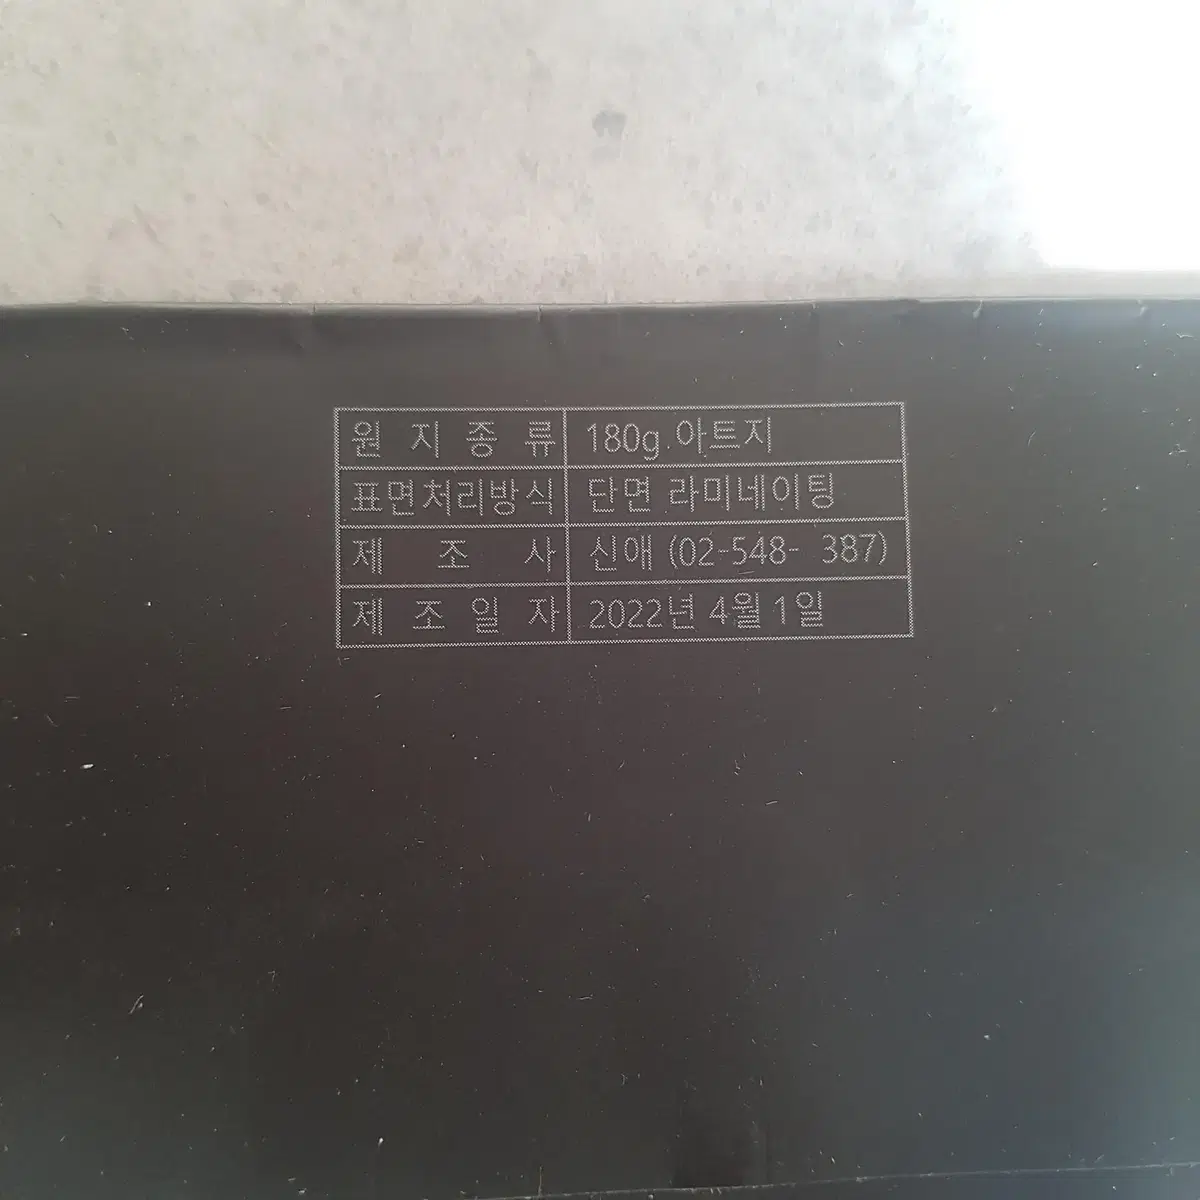 원 지 종 류 180g 아트지
표면처리방식 단면 라미네이팅
제 조 사 신애 (02-548- 387)
제 조 일 자 2022년 4월 1일